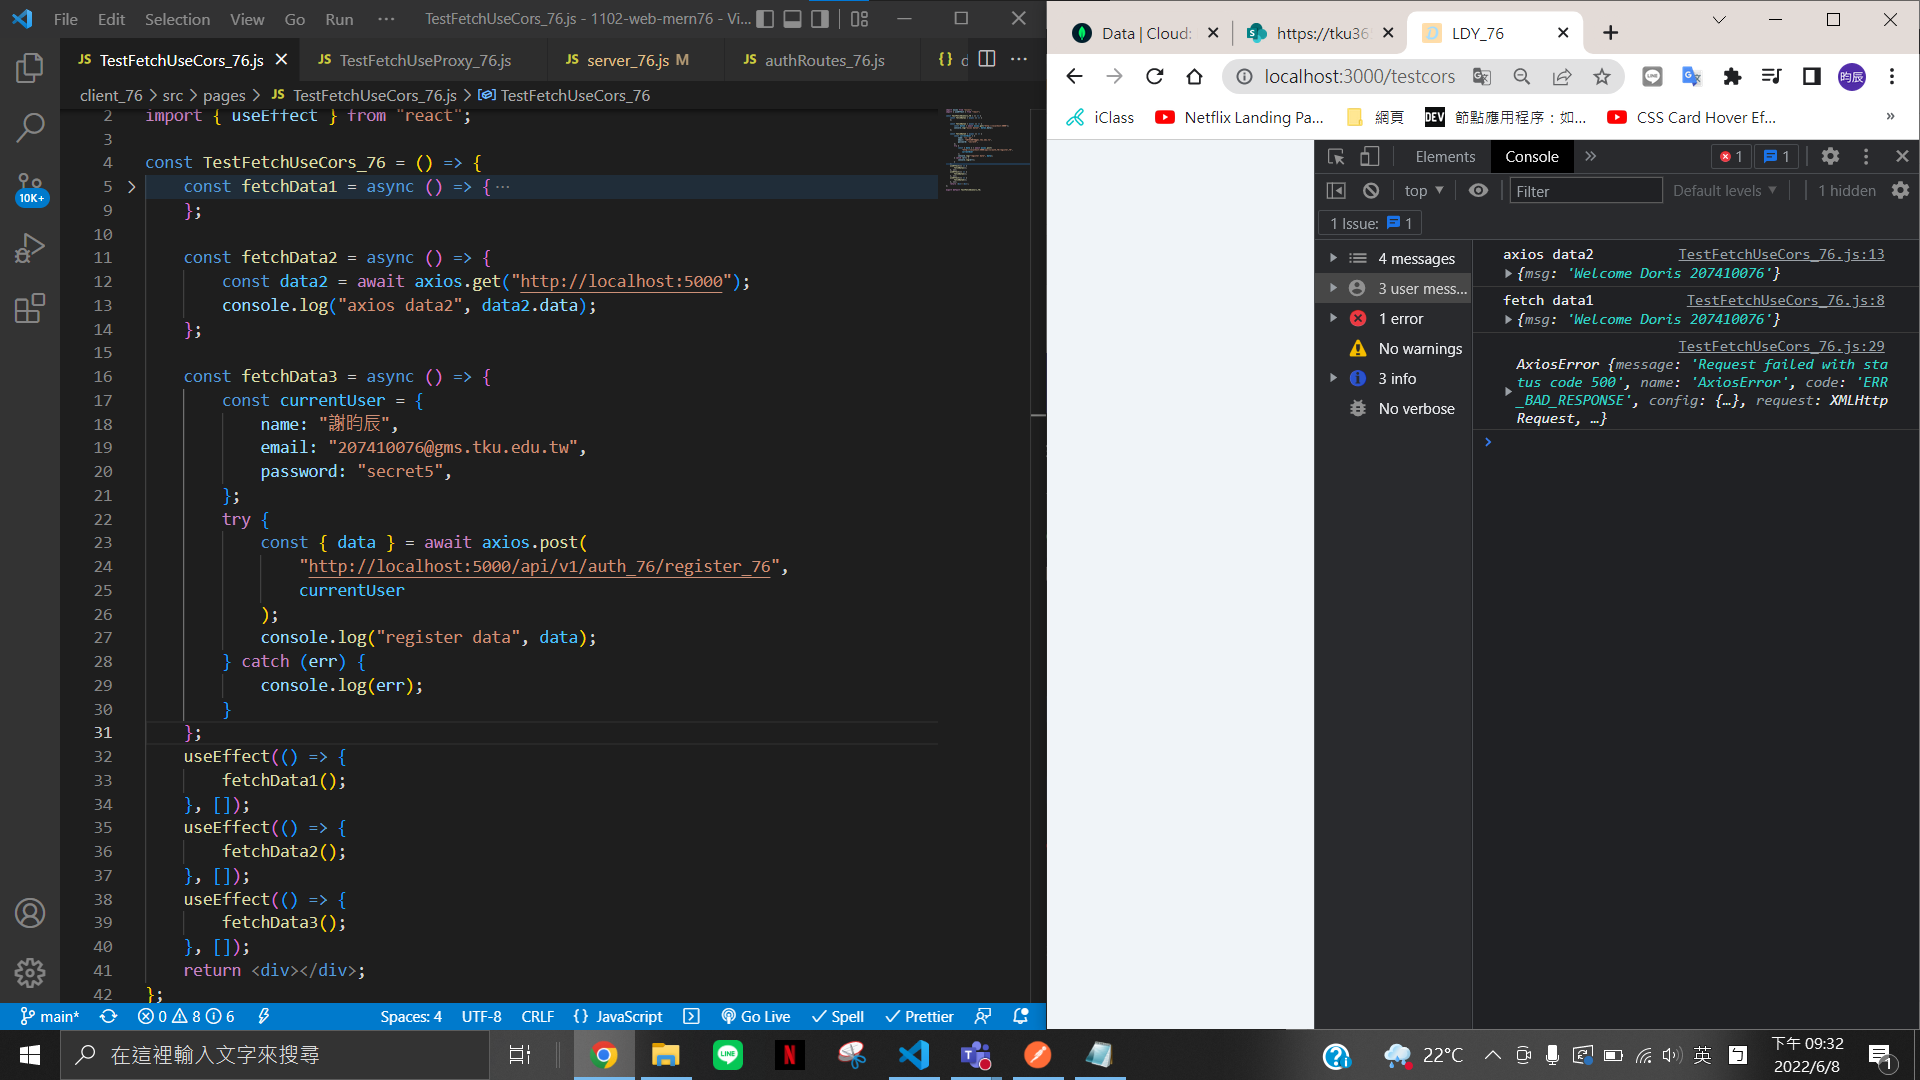 File Edit Selection View Go Run ··· TestFetchUseCors_76.js - 1102-web-mern76 - Vi...
JS TestFetchUseCors_76.js
JS TestFetchUseProxy_76.js
JS server_76.js M
JS authRoutes_76.js
{} d
client_76 > src > pages > JS TestFetchUseCors_76.js > TestFetchUseCors_76
10K+
2 import { useEffect } from "react";
3
4 const TestFetchUseCors_76 = () => {
5 const fetchData1 = async () => { ···
9 };
10
11 const fetchData2 = async () => {
12 const data2 = await axios.get("http://localhost:5000");
13 console.log("axios data2", data2.data);
14 };
15
16 const fetchData3 = async () => {
17 const currentUser = {
18 name: "謝昀辰",
19 email: "207410076@gms.tku.edu.tw",
20 password: "secret5",
21 };
22 try {
23 const { data } = await axios.post(
24 "http://localhost:5000/api/v1/auth_76/register_76",
25 currentUser
26 );
27 console.log("register data", data);
28 } catch (err) {
29 console.log(err);
30 }
31 };
32 useEffect(() => {
33 fetchData1();
34 }, []);
35 useEffect(() => {
36 fetchData2();
37 }, []);
38 useEffect(() => {
39 fetchData3();
40 }, []);
41 return <div></div>;
42 };
main* 0 8 6 Spaces: 4 UTF-8 CRLF {} JavaScript Go Live Spell Prettier
Data | Cloud:
https://tku36
LDY_76
localhost:3000/testcors
昀辰
iClass
Netflix Landing Pa...
網頁
DEV 節點應用程序：如...
CSS Card Hover Ef...
»
Elements Console » 1 1
top Filter Default levels 1 hidden
1 Issue: 1
4 messages
3 user mess...
1 error
No warnings
3 info
No verbose
axios data2 TestFetchUseCors_76.js:13
{msg: 'Welcome Doris 207410076'}
fetch data1 TestFetchUseCors_76.js:8
{msg: 'Welcome Doris 207410076'}
TestFetchUseCors_76.js:29
AxiosError {message: 'Request failed with sta
tus code 500', name: 'AxiosError', code: 'ERR
_BAD_RESPONSE', config: {…}, request: XMLHttp
Request, …}
在這裡輸入文字來搜尋
LINE
N
22°C
英
下午 09:32
2022/6/8
1